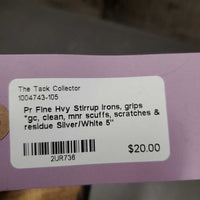 The Tack Collector
1004743-105
Pr Fine Hvy Stirrup Irons, grips
"gc, clean, mnr scuffs, scratches &
residue Silver/White 5"
2UR736
$20.00